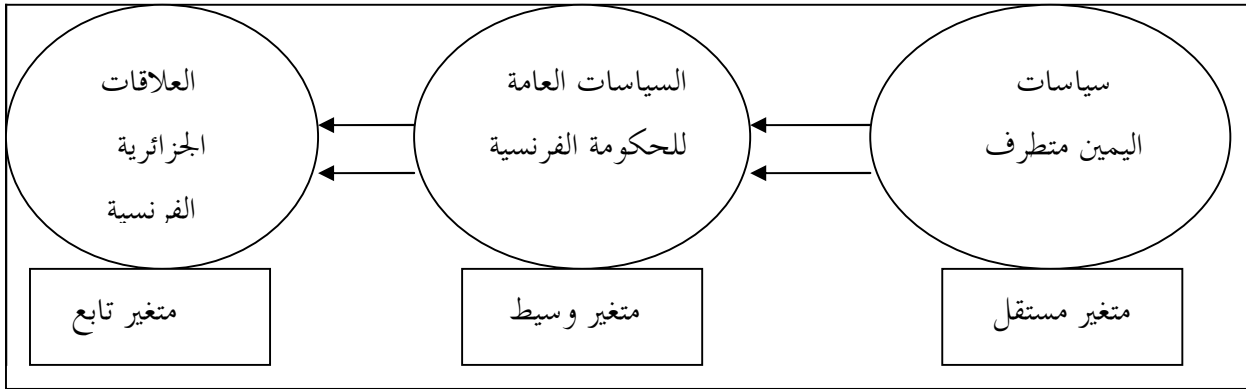 سياسات
اليمين متطرف
السياسات العامة
للحكومة الفرنسية
العلاقات
الجزائرية
الفرنسية
متغير مستقل
متغير وسيط
متغير تابع